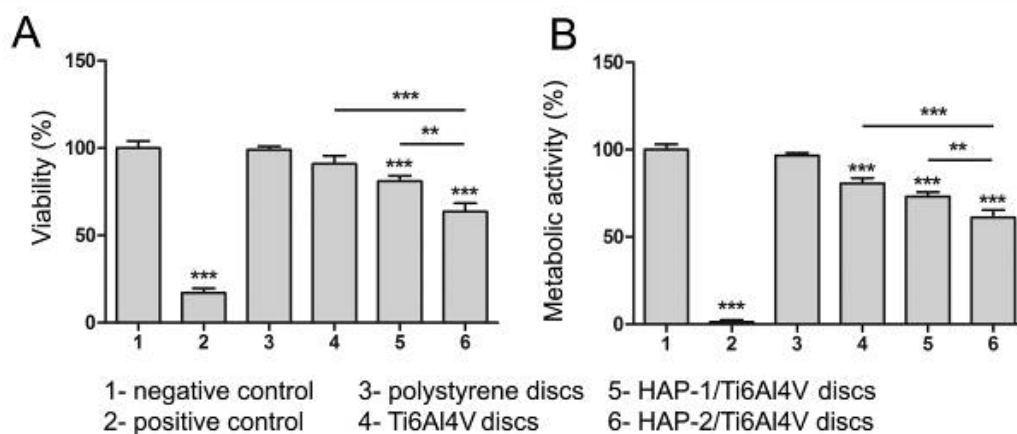 A
B
150
100
50
0
Viability (%)
***
***
***
***
**
1 2 3 4 5 6
150
100
50
0
Metabolic activity (%)
***
***
***
***
***
**
1 2 3 4 5 6
1- negative control 3- polystyrene discs 5- HAP-1/Ti6Al4V discs
2- positive control 4- Ti6Al4V discs 6- HAP-2/Ti6Al4V discs